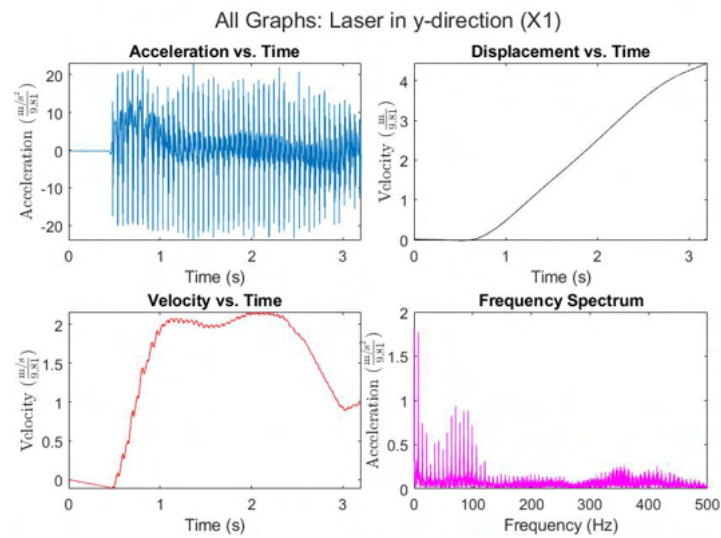 All Graphs: Laser in y-direction (X1)
Acceleration vs. Time
Acceleration (m/s²/9.81)
20
10
0
-10
-20
0 1 2 3
Time (s)
Displacement vs. Time
Velocity (m/9.81)
4
3
2
1
0
0 1 2 3
Time (s)
Velocity vs. Time
Velocity (m/s/9.81)
2
1.5
1
0.5
0
0 1 2 3
Time (s)
Frequency Spectrum
Acceleration (m/s²/9.81)
2
1.5
1
0.5
0
0 100 200 300 400 500
Frequency (Hz)